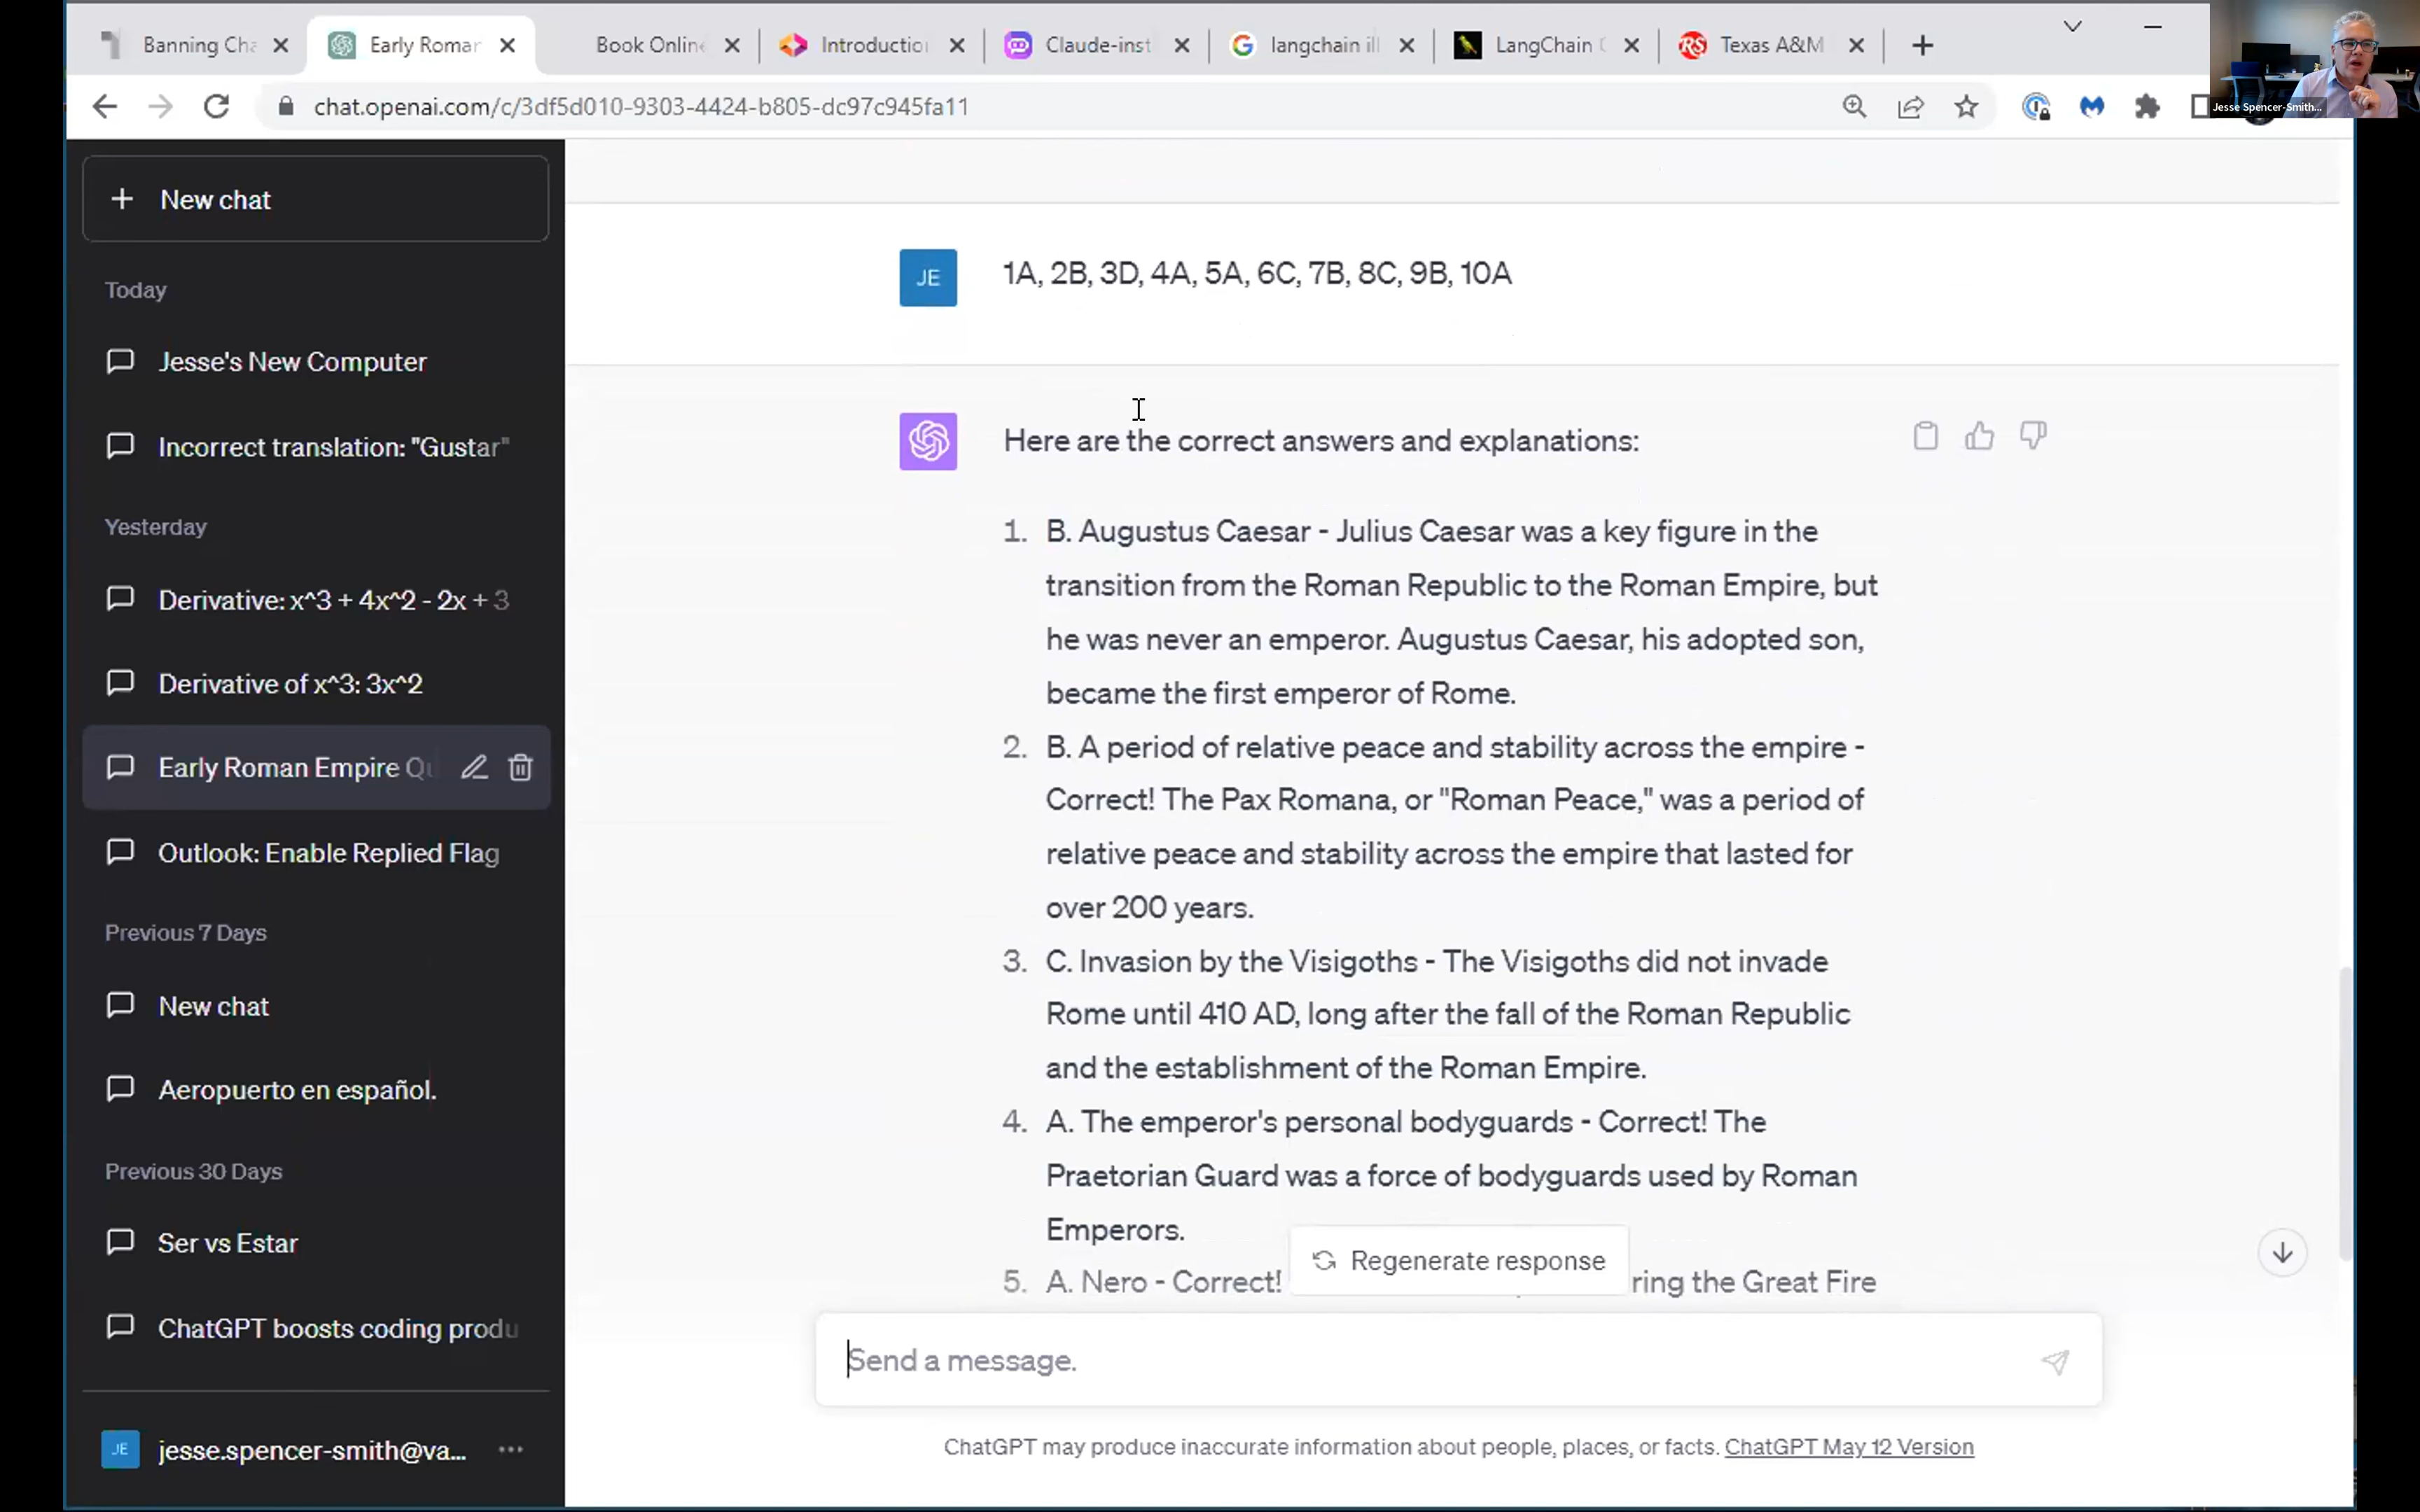 Banning Cha
Early Roman
Book Online
Introduction
Claude-inst
langchain ill
LangChain
Texas A&M
chat.openai.com/c/3df5d010-9303-4424-b805-dc97c945fa11
Jesse Spencer-Smith...
New chat
Today
Jesse's New Computer
Incorrect translation: "Gustar"
Yesterday
Derivative: x^3 + 4x^2 - 2x + 3
Derivative of x^3: 3x^2
Early Roman Empire Qu
Outlook: Enable Replied Flag
Previous 7 Days
New chat
Aeropuerto en español.
Previous 30 Days
Ser vs Estar
ChatGPT boosts coding produ
JE
jesse.spencer-smith@va...
JE
1A, 2B, 3D, 4A, 5A, 6C, 7B, 8C, 9B, 10A
Here are the correct answers and explanations:
1. B. Augustus Caesar - Julius Caesar was a key figure in the
transition from the Roman Republic to the Roman Empire, but
he was never an emperor. Augustus Caesar, his adopted son,
became the first emperor of Rome.
2. B. A period of relative peace and stability across the empire -
Correct! The Pax Romana, or "Roman Peace," was a period of
relative peace and stability across the empire that lasted for
over 200 years.
3. C. Invasion by the Visigoths - The Visigoths did not invade
Rome until 410 AD, long after the fall of the Roman Republic
and the establishment of the Roman Empire.
4. A. The emperor's personal bodyguards - Correct! The
Praetorian Guard was a force of bodyguards used by Roman
Emperors.
5. A. Nero - Correct! ring the Great Fire
Regenerate response
Send a message.
ChatGPT may produce inaccurate information about people, places, or facts. ChatGPT May 12 Version